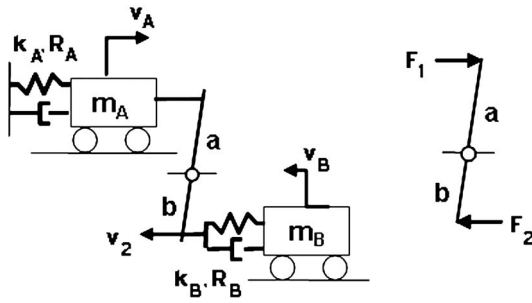 v_A
k_A, R_A
F_1
m_A
a
a
v_B
b
b
v_2
m_B
F_2
k_B, R_B